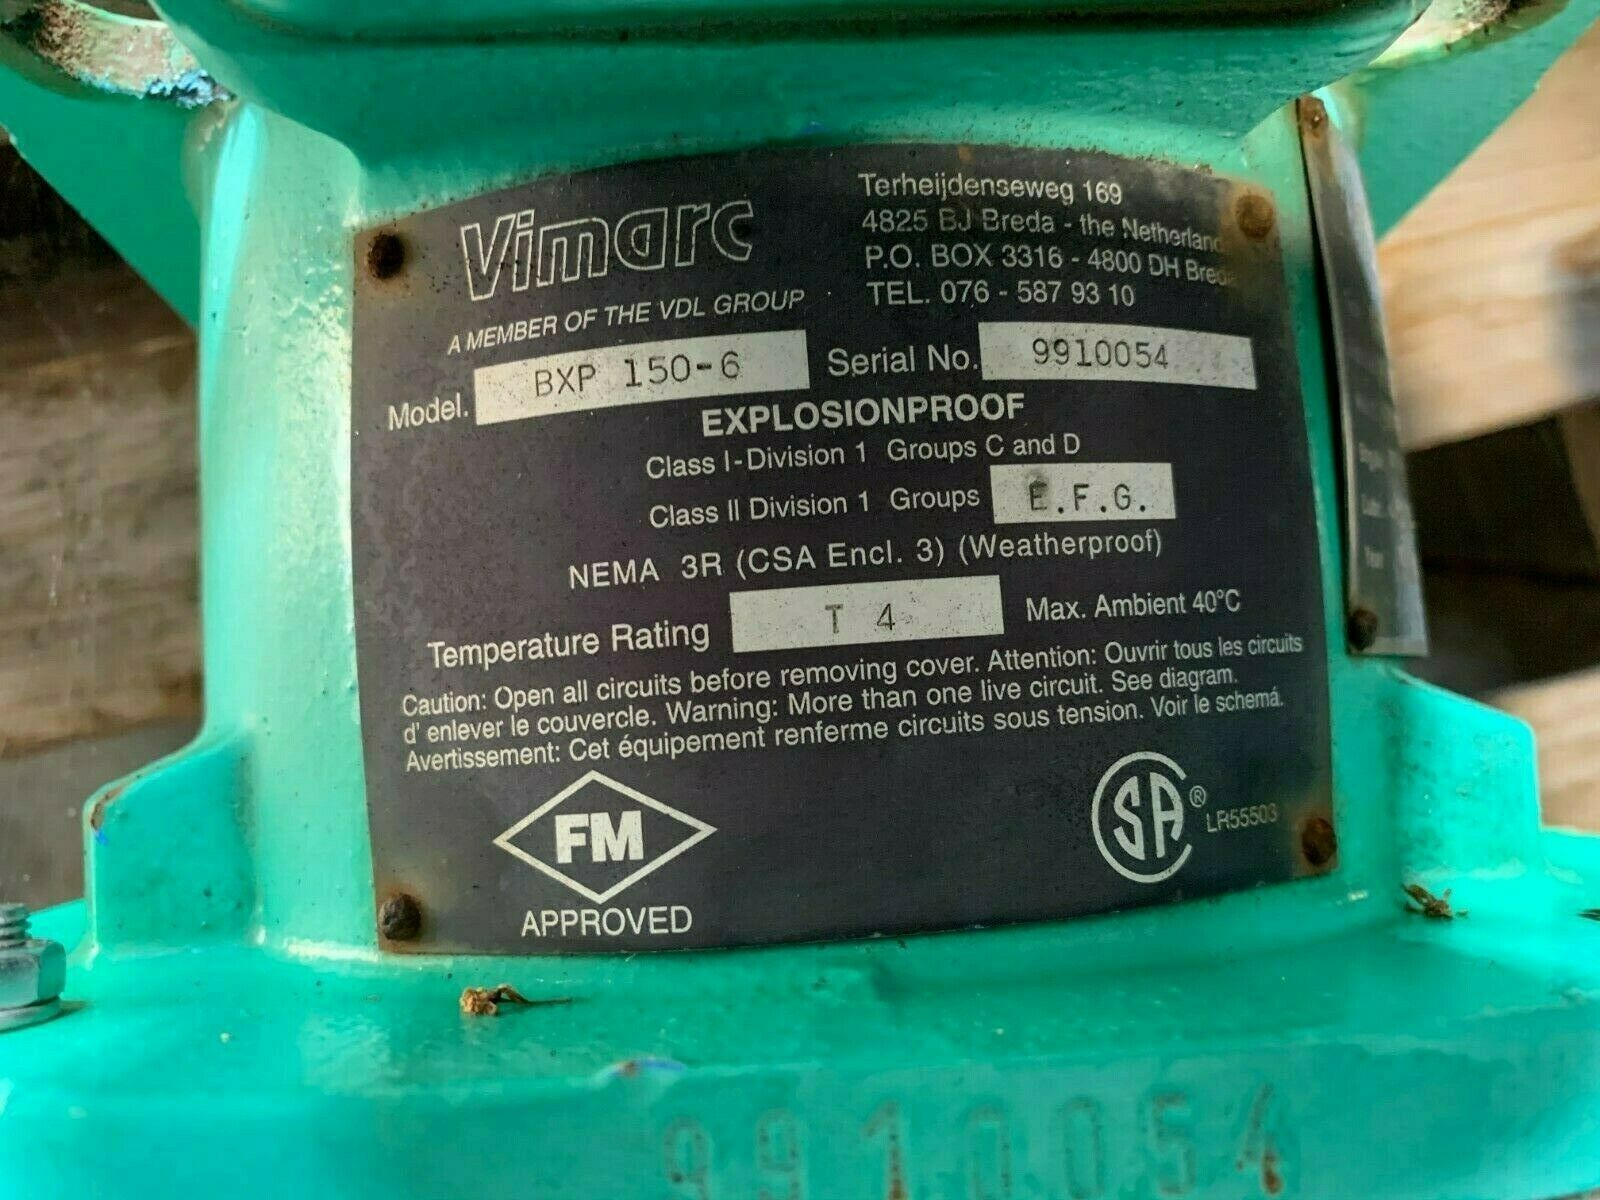 Vimarc
A MEMBER OF THE VDL GROUP
Terheijdenseweg 169
4825 BJ Breda - the Netherland
P.O. BOX 3316 - 4800 DH Breda
TEL. 076 - 587 93 10
Model. BXP 150-6 Serial No. 9910054
EXPLOSIONPROOF
Class I-Division 1 Groups C and D
Class II Division 1 Groups E.F.G.
NEMA 3R (CSA Encl. 3) (Weatherproof)
Temperature Rating T 4 Max. Ambient 40°C
Caution: Open all circuits before removing cover. Attention: Ouvrir tous les circuits
d' enlever le couvercle. Warning: More than one live circuit. See diagram.
Avertissement: Cet équipement renferme circuits sous tension. Voir le schemá.
FM
APPROVED
SA ® LR55503
9910054